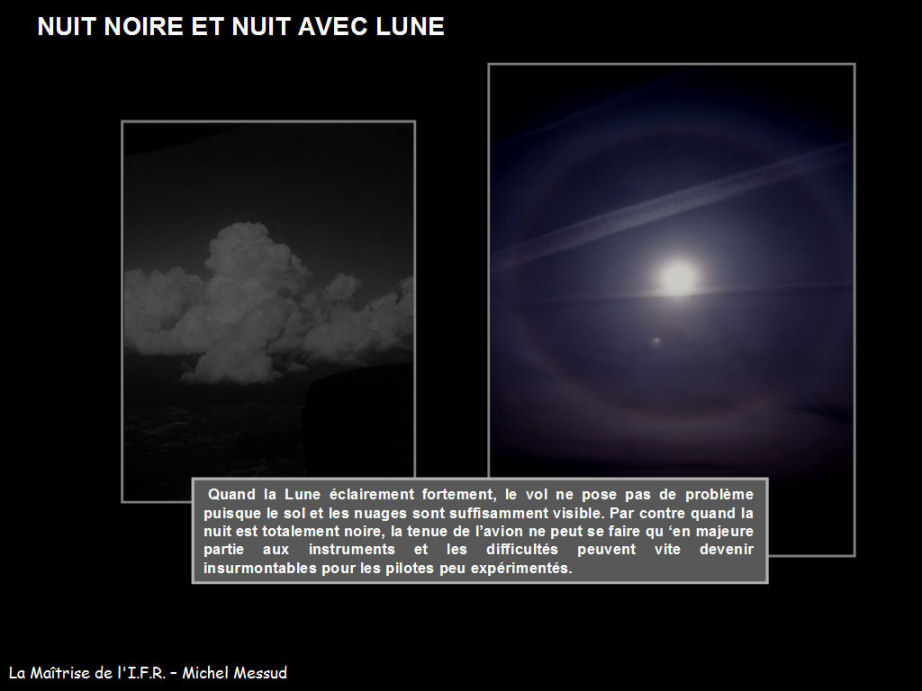 NUIT NOIRE ET NUIT AVEC LUNE
Quand la Lune éclairement fortement, le vol ne pose pas de problème
puisque le sol et les nuages sont suffisamment visible. Par contre quand la
nuit est totalement noire, la tenue de l'avion ne peut se faire qu 'en majeure
partie aux instruments et les difficultés peuvent vite devenir
insurmontables pour les pilotes peu expérimentés.
La Maîtrise de l'I.F.R. – Michel Messud